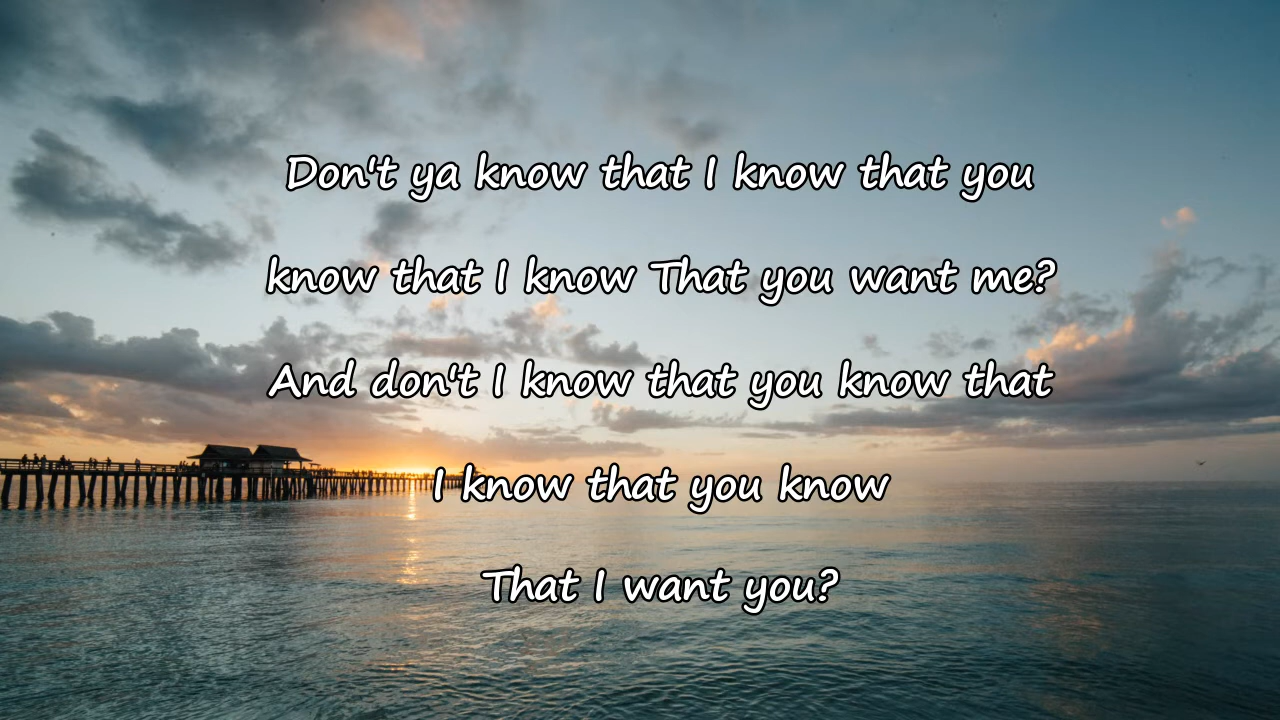 Don't ya know that I know that you
know that I know That you want me?
And don't I know that you know that
I know that you know
That I want you?